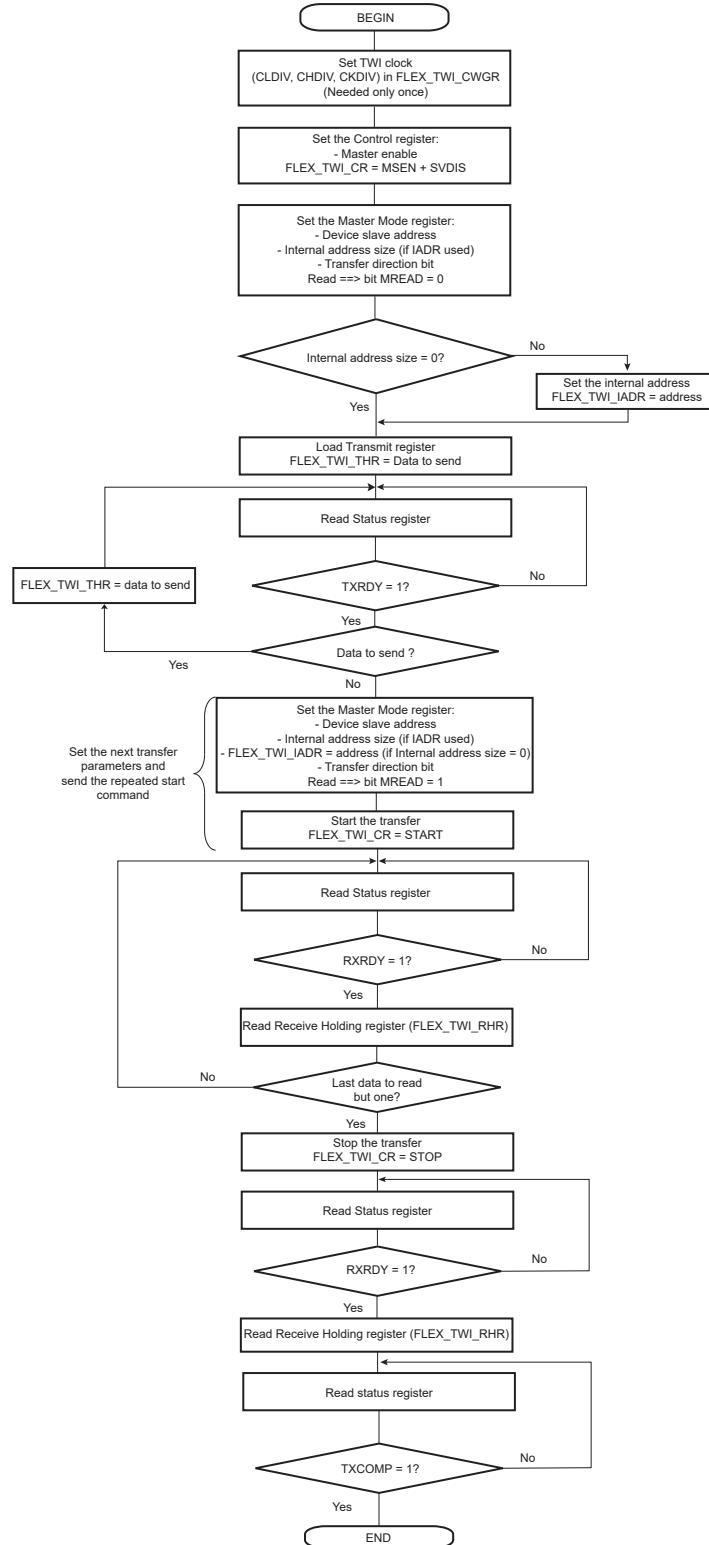 BEGIN
Set TWI clock
(CLDIV, CHDIV, CKDIV) in FLEX_TWI_CWGR
(Needed only once)
Set the Control register:
- Master enable
FLEX_TWI_CR = MSEN + SVDIS
Set the Master Mode register:
- Device slave address
- Internal address size (if IADR used)
- Transfer direction bit
Read ==> bit MREAD = 0
Internal address size = 0?
No
Set the internal address
FLEX_TWI_IADR = address
Yes
Load Transmit register
FLEX_TWI_THR = Data to send
Read Status register
FLEX_TWI_THR = data to send
TXRDY = 1?
No
Yes
Data to send ?
Yes
No
Set the next transfer
parameters and
send the repeated start
command
Set the Master Mode register:
- Device slave address
- Internal address size (if IADR used)
- FLEX_TWI_IADR = address (if Internal address size = 0)
- Transfer direction bit
Read ==> bit MREAD = 1
Start the transfer
FLEX_TWI_CR = START
Read Status register
RXRDY = 1?
No
Yes
Read Receive Holding register (FLEX_TWI_RHR)
No
Last data to read
but one?
Yes
Stop the transfer
FLEX_TWI_CR = STOP
Read Status register
RXRDY = 1?
No
Yes
Read Receive Holding register (FLEX_TWI_RHR)
Read status register
TXCOMP = 1?
No
Yes
END